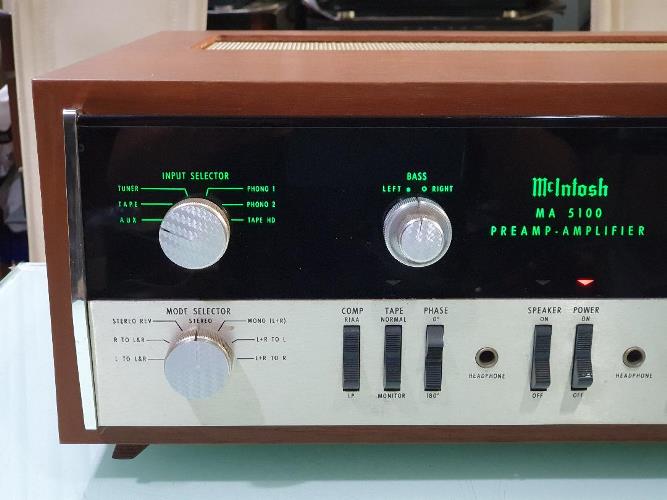 INPUT SELECTOR
TUNER
PHONO 1
TAPE
PHONO 2
AUX
TAPE HD
BASS
LEFT RIGHT
McIntosh
MA 5100
PREAMP-AMPLIFIER
MODE SELECTOR
STEREO REV
STEREO
MONO (L+R)
R TO L&R
L+R TO L
L TO L&R
L+R TO R
COMP
RIAA
LP
TAPE
NORMAL
MONITOR
PHASE
0°
180°
HEADPHONE
SPEAKER
ON
OFF
POWER
ON
OFF
HEADPHONE